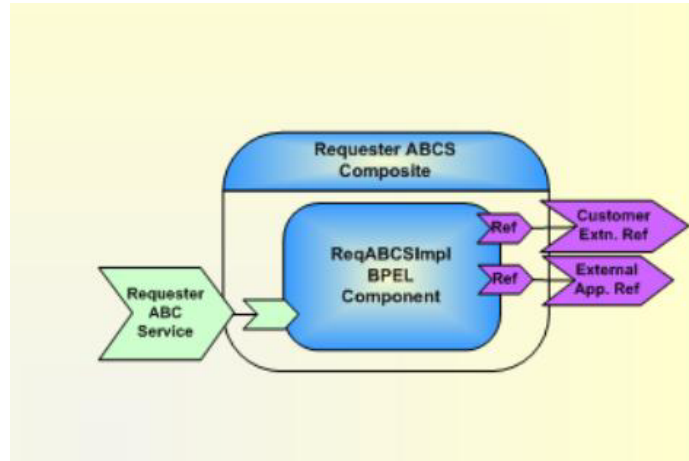 Requester ABCS
Composite
Ref
Customer
Extn. Ref
ReqABCSImpl
BPEL
Component
Ref
External
App. Ref
Requester
ABC
Service